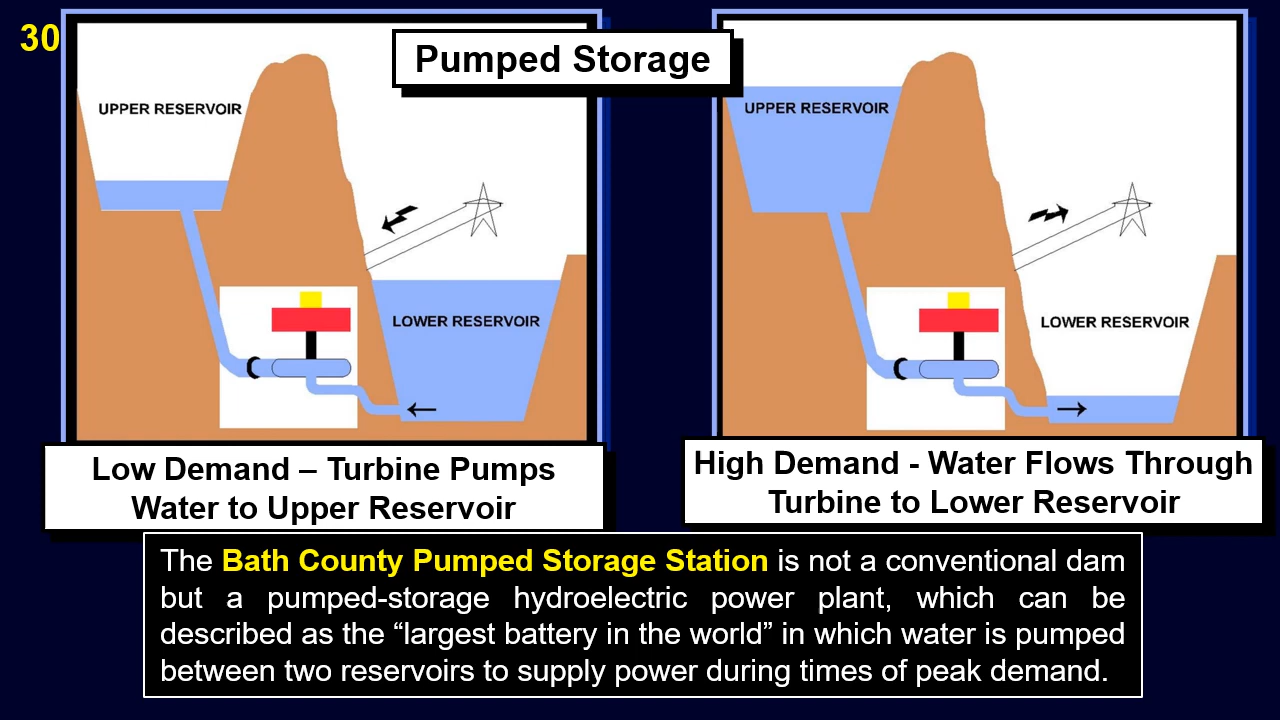 30
Pumped Storage
UPPER RESERVOIR
LOWER RESERVOIR
Low Demand – Turbine Pumps
Water to Upper Reservoir
UPPER RESERVOIR
LOWER RESERVOIR
High Demand - Water Flows Through
Turbine to Lower Reservoir
The Bath County Pumped Storage Station is not a conventional dam
but a pumped-storage hydroelectric power plant, which can be
described as the “largest battery in the world” in which water is pumped
between two reservoirs to supply power during times of peak demand.